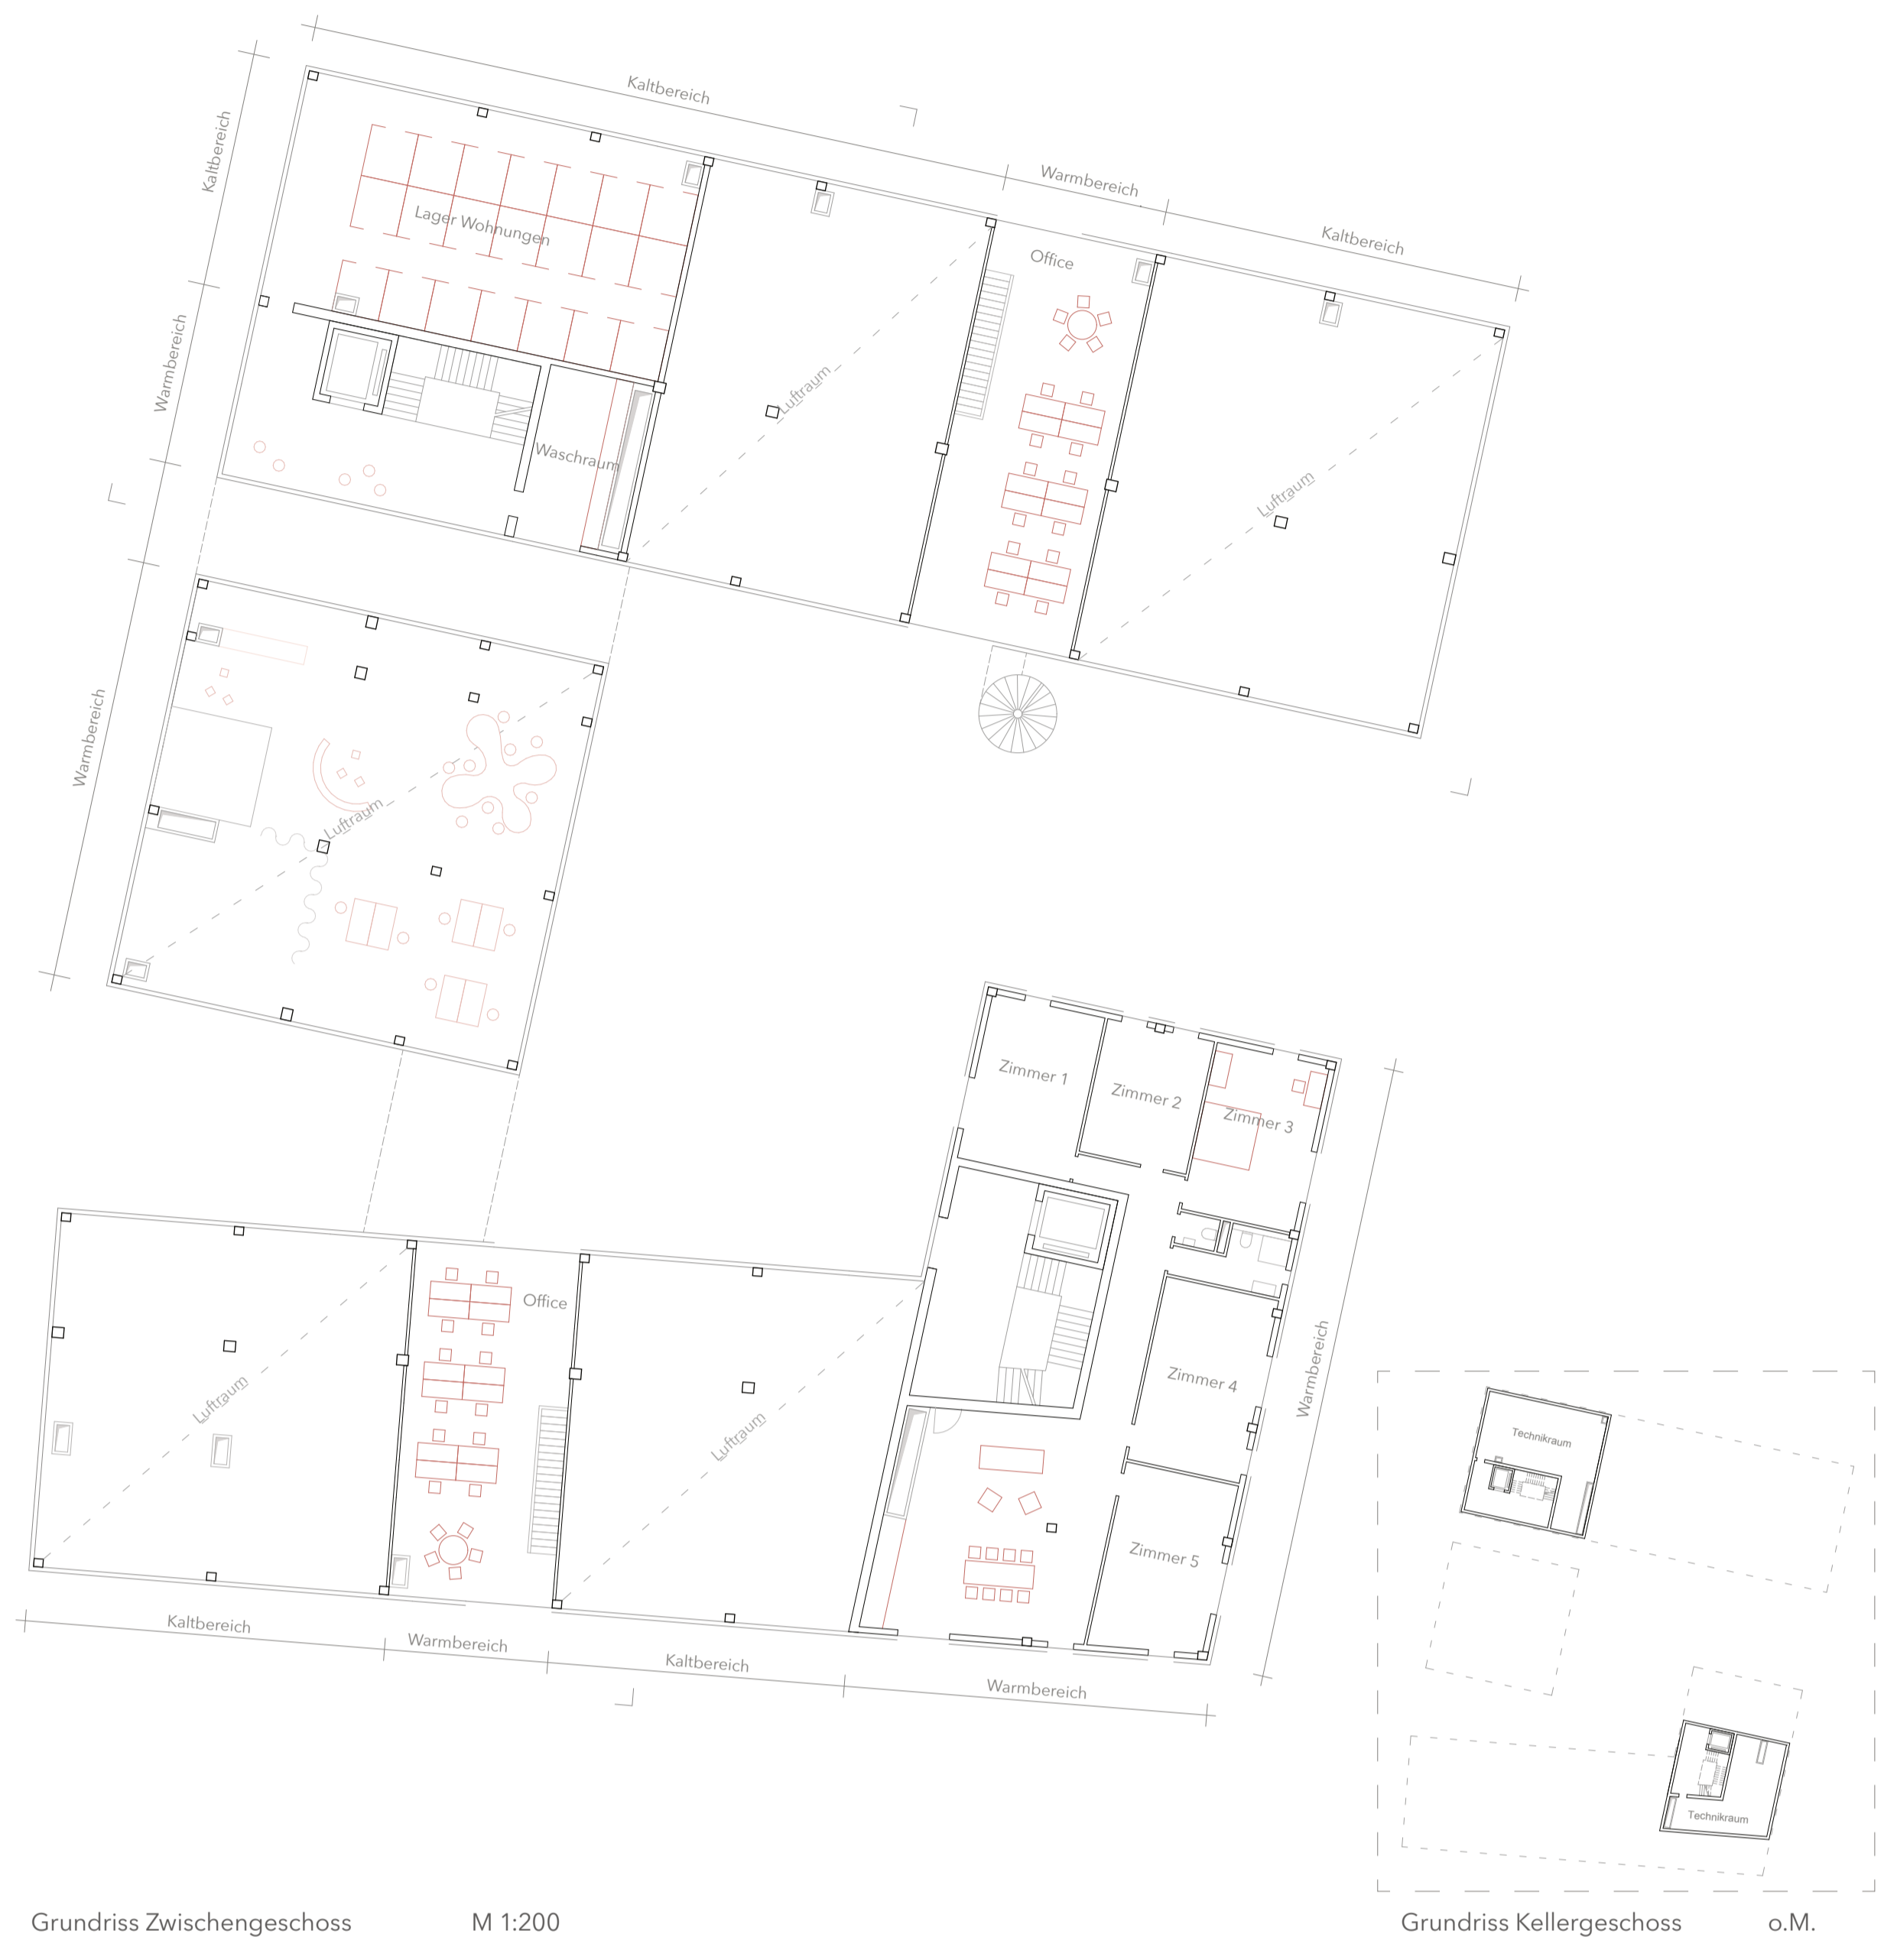 Kaltbereich
Warmbereich
Kaltbereich
Kaltbereich
Warmbereich
Warmbereich
Lager Wohnungen
Waschraum
Luftraum
Office
Luftraum
Luftraum
Zimmer 1
Zimmer 2
Zimmer 3
Zimmer 4
Zimmer 5
Warmbereich
Luftraum
Office
Luftraum
Kaltbereich
Warmbereich
Kaltbereich
Warmbereich
Technikraum
Technikraum
Grundriss Zwischengeschoss M 1:200
Grundriss Kellergeschoss o.M.